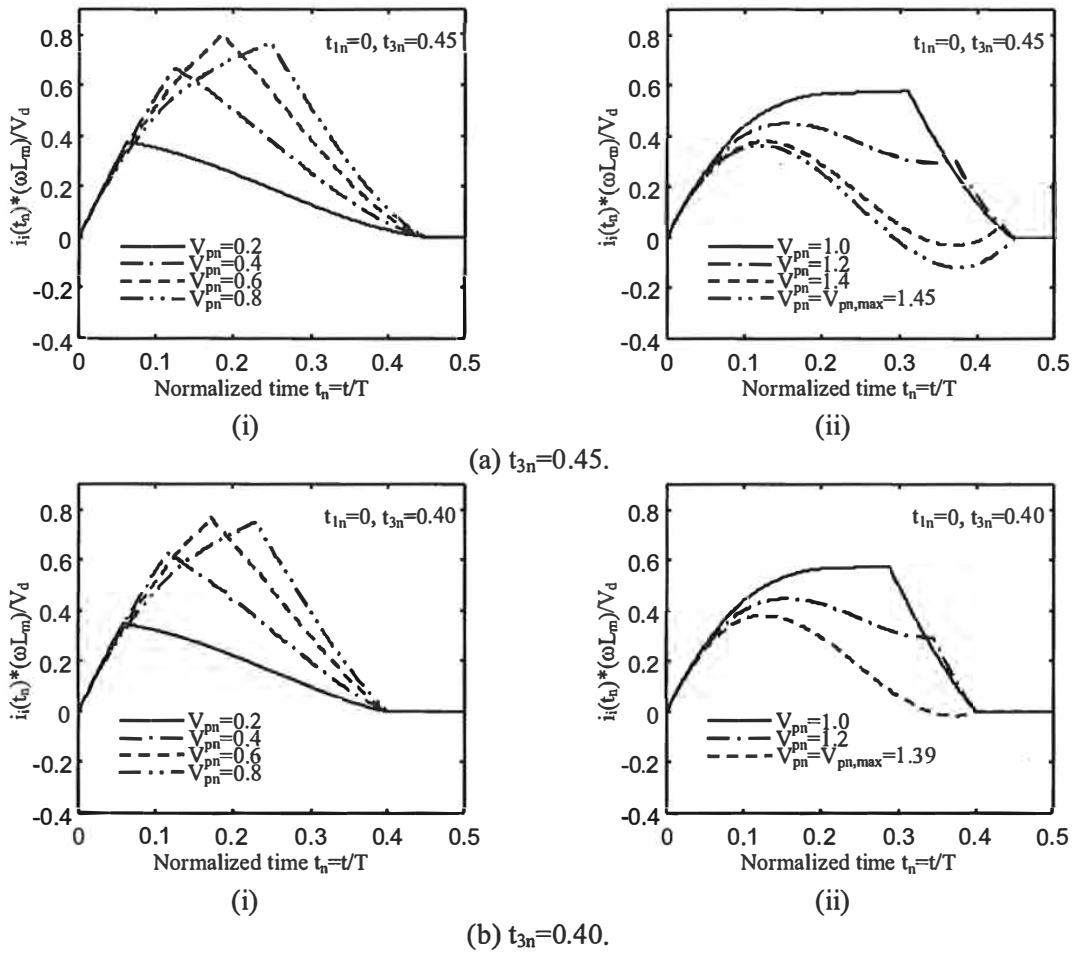 i_i(t_n)*(ωL_m)/V_d
0.8
0.6
0.4
0.2
0
-0.2
-0.4
t_1n=0, t_3n=0.45
V_pn=0.2
V_pn=0.4
V_pn=0.6
V_pn=0.8
0 0.1 0.2 0.3 0.4 0.5
Normalized time t_n=t/T
(i)
i_i(t_n)*(ωL_m)/V_d
0.8
0.6
0.4
0.2
0
-0.2
-0.4
t_1n=0, t_3n=0.45
V_pn=1.0
V_pn=1.2
V_pn=1.4
V_pn=V_pn,max=1.45
0 0.1 0.2 0.3 0.4 0.5
Normalized time t_n=t/T
(ii)
(a) t_3n=0.45.
i_i(t_n)*(ωL_m)/V_d
0.8
0.6
0.4
0.2
0
-0.2
-0.4
t_1n=0, t_3n=0.40
V_pn=0.2
V_pn=0.4
V_pn=0.6
V_pn=0.8
0 0.1 0.2 0.3 0.4 0.5
Normalized time t_n=t/T
(i)
i_i(t_n)*(ωL_m)/V_d
0.8
0.6
0.4
0.2
0
-0.2
-0.4
t_1n=0, t_3n=0.40
V_pn=1.0
V_pn=1.2
V_pn=V_pn,max=1.39
0 0.1 0.2 0.3 0.4 0.5
Normalized time t_n=t/T
(ii)
(b) t_3n=0.40.